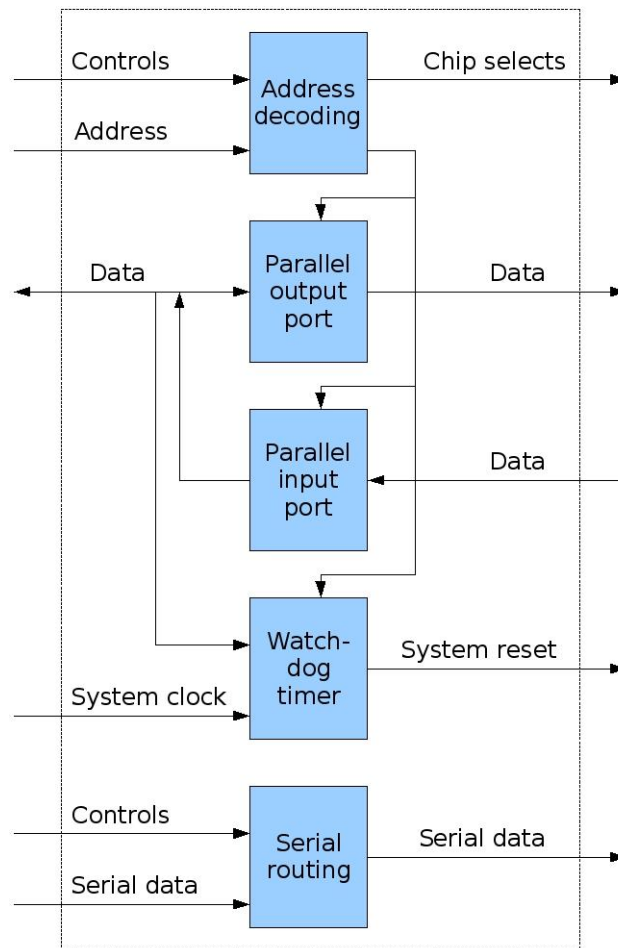 Controls
Address
decoding
Chip selects
Address
Data
Parallel
output
port
Data
Parallel
input
port
Data
Watch-
dog
timer
System reset
System clock
Controls
Serial
routing
Serial data
Serial data